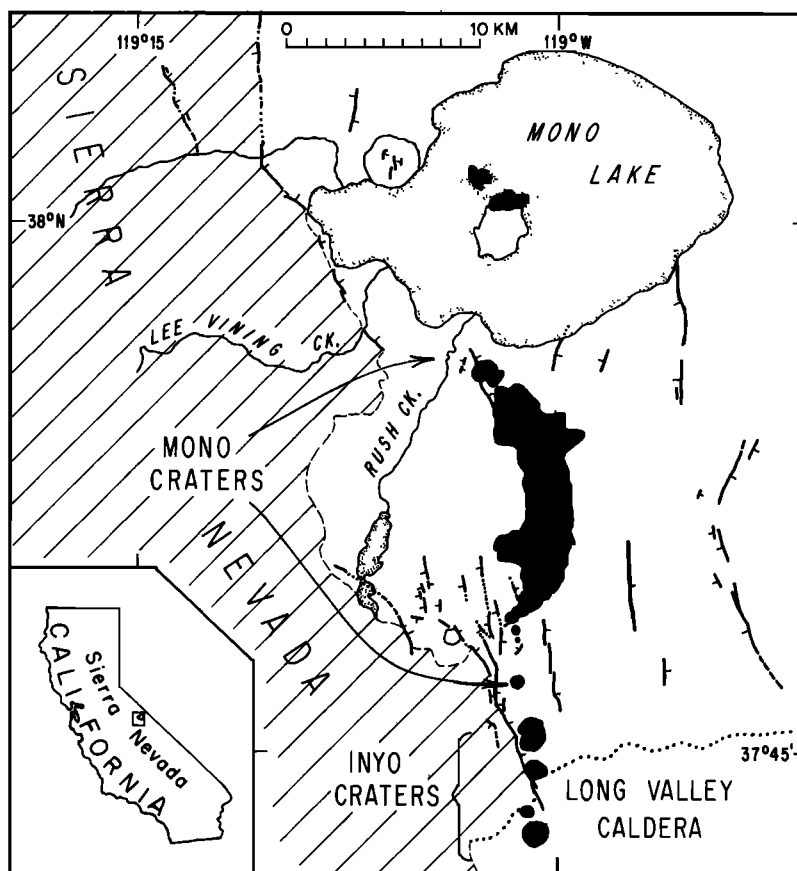 119°15'
0 10 KM
119°W
SIERRA
MONO
LAKE
38°N
LEE VINING CK.
RUSH CK.
MONO
CRATERS
NEVADA
CALIFORNIA
Sierra
Nevada
37°45'
INYO
CRATERS
LONG VALLEY
CALDERA